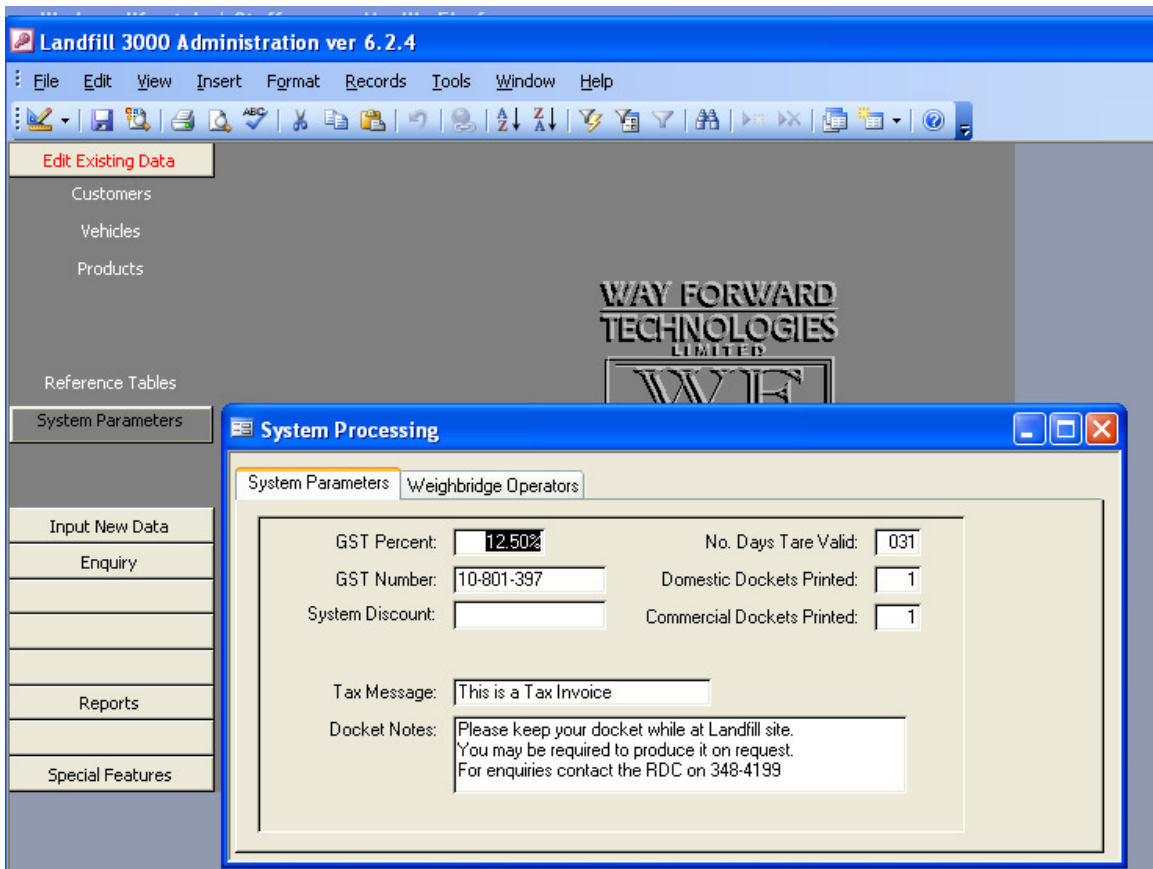 Landfill 3000 Administration ver 6.2.4
File Edit View Insert Format Records Tools Window Help
ABC
Edit Existing Data
Customers
Vehicles
Products
WAY FORWARD
TECHNOLOGIES
LIMITED
WF
Reference Tables
System Parameters
System Processing
System Parameters Weighbridge Operators
Input New Data
Enquiry
Reports
Special Features
GST Percent: 12.50% No. Days Tare Valid: 031
GST Number: 10-801-397 Domestic Dockets Printed: 1
System Discount: Commercial Dockets Printed: 1
Tax Message: This is a Tax Invoice
Docket Notes: Please keep your docket while at Landfill site.
You may be required to produce it on request.
For enquiries contact the RDC on 348-4199